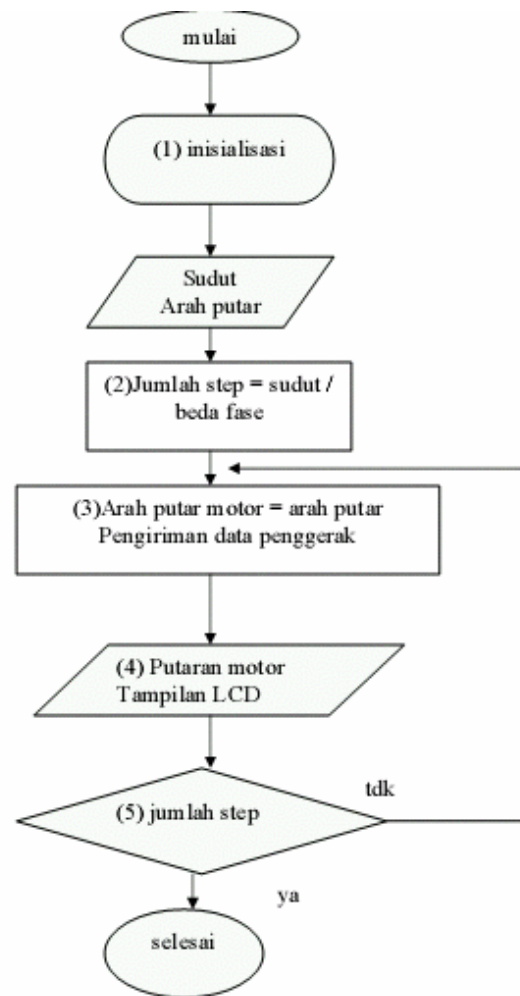 mulai
(1) inisialisasi
Sudut
Arah putar
(2)Jumlah step = sudut /
beda fase
(3)Arah putar motor = arah putar
Pengiriman data penggerak
(4) Putaran motor
Tampilan LCD
(5) jumlah step
tdk
ya
selesai